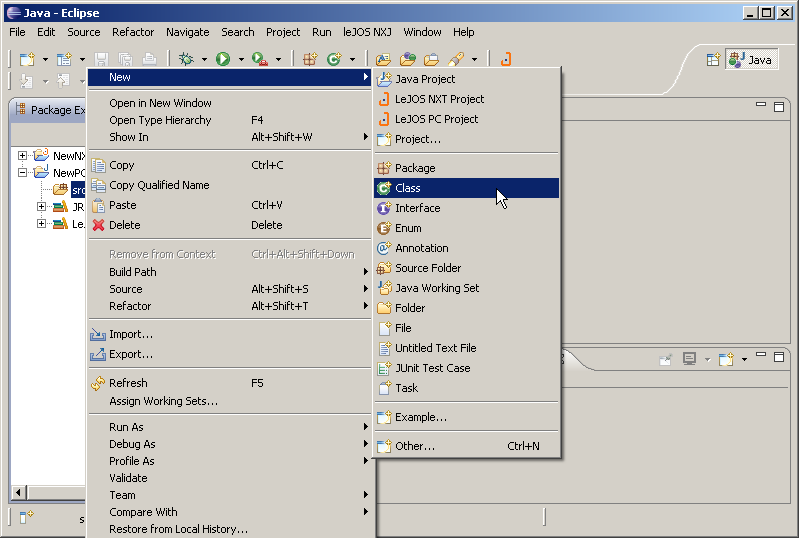 Java - Eclipse
File Edit Source Refactor Navigate Search Project Run leJOS NXJ Window Help
Java
Package Ex
NewNX
NewPC
src
JR
Le
New
Open in New Window
Open Type Hierarchy F4
Show In Alt+Shift+W
Copy Ctrl+C
Copy Qualified Name
Paste Ctrl+V
Delete Delete
Remove from Context Ctrl+Alt+Shift+Down
Build Path
Source Alt+Shift+S
Refactor Alt+Shift+T
Import...
Export...
Refresh F5
Assign Working Sets...
Run As
Debug As
Profile As
Validate
Team
Compare With
Restore from Local History...
Java Project
LeJOS NXT Project
LeJOS PC Project
Project...
Package
Class
Interface
Enum
Annotation
Source Folder
Java Working Set
Folder
File
Untitled Text File
JUnit Test Case
Task
Example...
Other... Ctrl+N